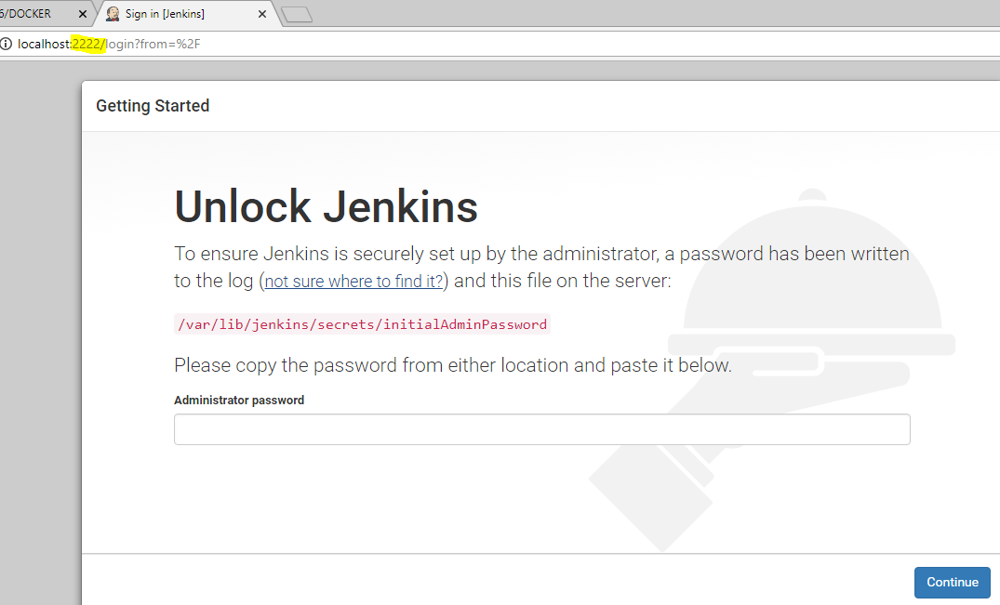 6/DOCKER
Sign in [Jenkins]
localhost:2222/login?from=%2F
Getting Started
Unlock Jenkins
To ensure Jenkins is securely set up by the administrator, a password has been written
to the log (not sure where to find it?) and this file on the server:
/var/lib/jenkins/secrets/initialAdminPassword
Please copy the password from either location and paste it below.
Administrator password
Continue